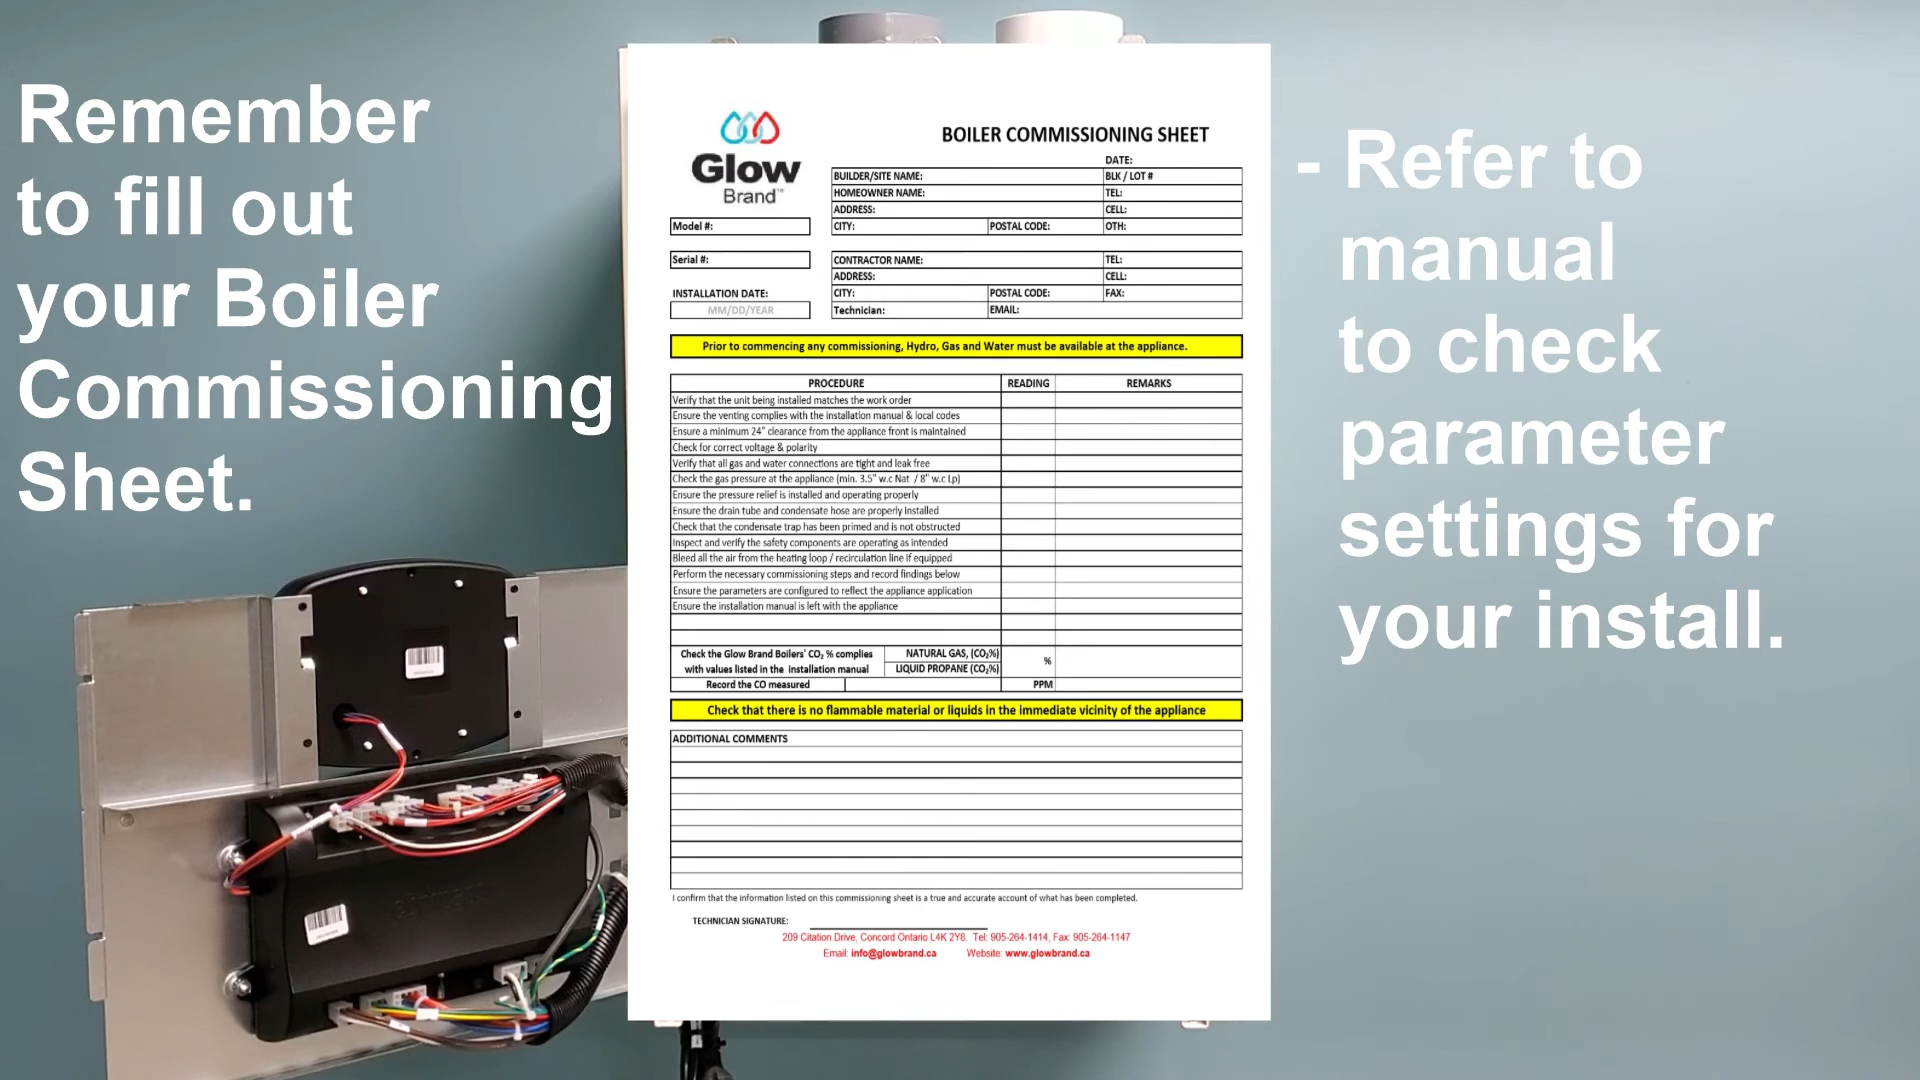 Remember
to fill out
your Boiler
Commissioning
Sheet.
Glow
Brand™
BOILER COMMISSIONING SHEET
DATE:
BUILDER/SITE NAME: BLK / LOT #
HOMEOWNER NAME: TEL:
ADDRESS: CELL:
Model #: CITY: POSTAL CODE: OTH:
Serial #: CONTRACTOR NAME: TEL:
ADDRESS: CELL:
INSTALLATION DATE: CITY: POSTAL CODE: FAX:
MM/DD/YEAR Technician: EMAIL:
Prior to commencing any commissioning, Hydro, Gas and Water must be available at the appliance.
PROCEDURE READING REMARKS
Verify that the unit being installed matches the work order
Ensure the venting complies with the installation manual & local codes
Ensure a minimum 24" clearance from the appliance front is maintained
Check for correct voltage & polarity
Verify that all gas and water connections are tight and leak free
Check the gas pressure at the appliance (min. 3.5" w.c Nat / 8" w.c Lp)
Ensure the pressure relief is installed and operating properly
Ensure the drain tube and condensate hose are properly installed
Check that the condensate trap has been primed and is not obstructed
Inspect and verify the safety components are operating as intended
Bleed all the air from the heating loop / recirculation line if equipped
Perform the necessary commissioning steps and record findings below
Ensure the parameters are configured to reflect the appliance application
Ensure the installation manual is left with the appliance
Check the Glow Brand Boilers' CO₂ % complies NATURAL GAS, (CO₂%)
with values listed in the installation manual LIQUID PROPANE (CO₂%) %
Record the CO measured PPM
Check that there is no flammable material or liquids in the immediate vicinity of the appliance
ADDITIONAL COMMENTS
I confirm that the information listed on this commissioning sheet is a true and accurate account of what has been completed.
TECHNICIAN SIGNATURE:
209 Citation Drive, Concord Ontario L4K 2Y8. Tel: 905-264-1414, Fax: 905-264-1147
Email: info@glowbrand.ca Website: www.glowbrand.ca
- Refer to
manual
to check
parameter
settings for
your install.